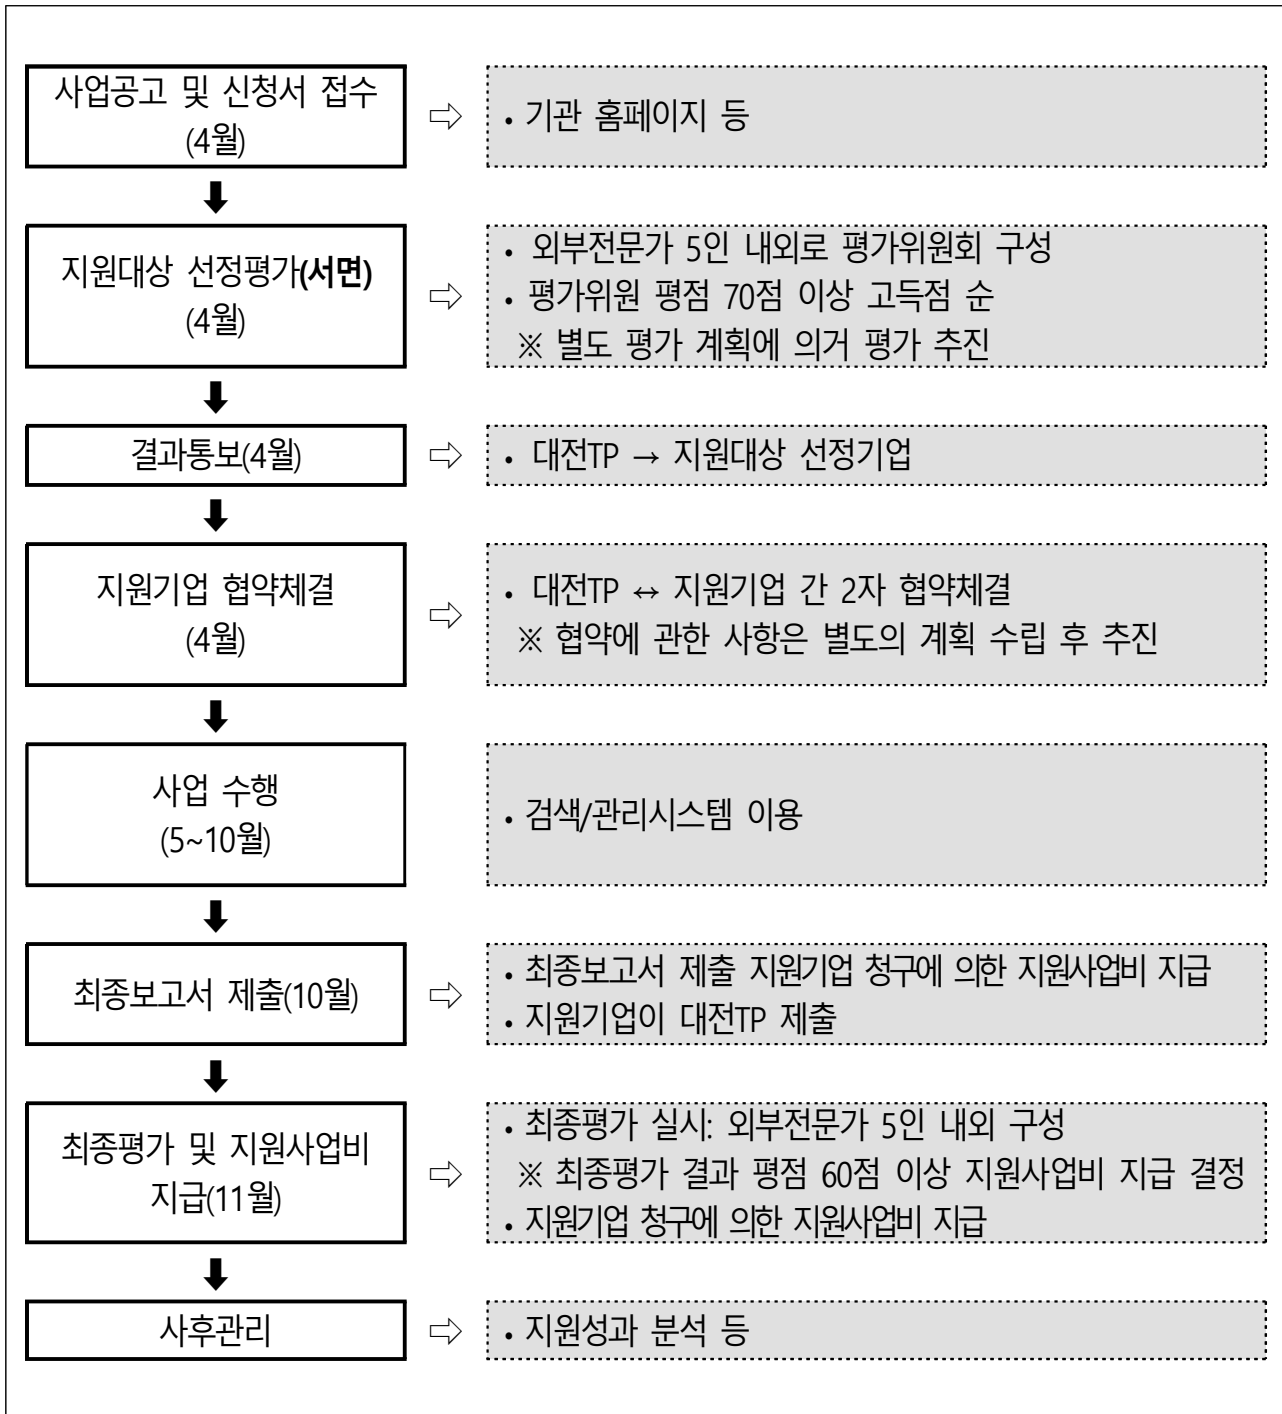 사업공고 및 신청서 접수
(4월)
⇨
• 기관 홈페이지 등
지원대상 선정평가(서면)
(4월)
⇨
• 외부전문가 5인 내외로 평가위원회 구성
• 평가위원 평점 70점 이상 고득점 순
※ 별도 평가 계획에 의거 평가 추진
결과통보(4월)
⇨
• 대전TP → 지원대상 선정기업
지원기업 협약체결
(4월)
⇨
• 대전TP ↔ 지원기업 간 2자 협약체결
※ 협약에 관한 사항은 별도의 계획 수립 후 추진
사업 수행
(5~10월)
• 검색/관리시스템 이용
최종보고서 제출(10월)
⇨
• 최종보고서 제출 지원기업 청구에 의한 지원사업비 지급
• 지원기업이 대전TP 제출
최종평가 및 지원사업비
지급(11월)
⇨
• 최종평가 실시: 외부전문가 5인 내외 구성
※ 최종평가 결과 평점 60점 이상 지원사업비 지급 결정
• 지원기업 청구에 의한 지원사업비 지급
사후관리
⇨
• 지원성과 분석 등